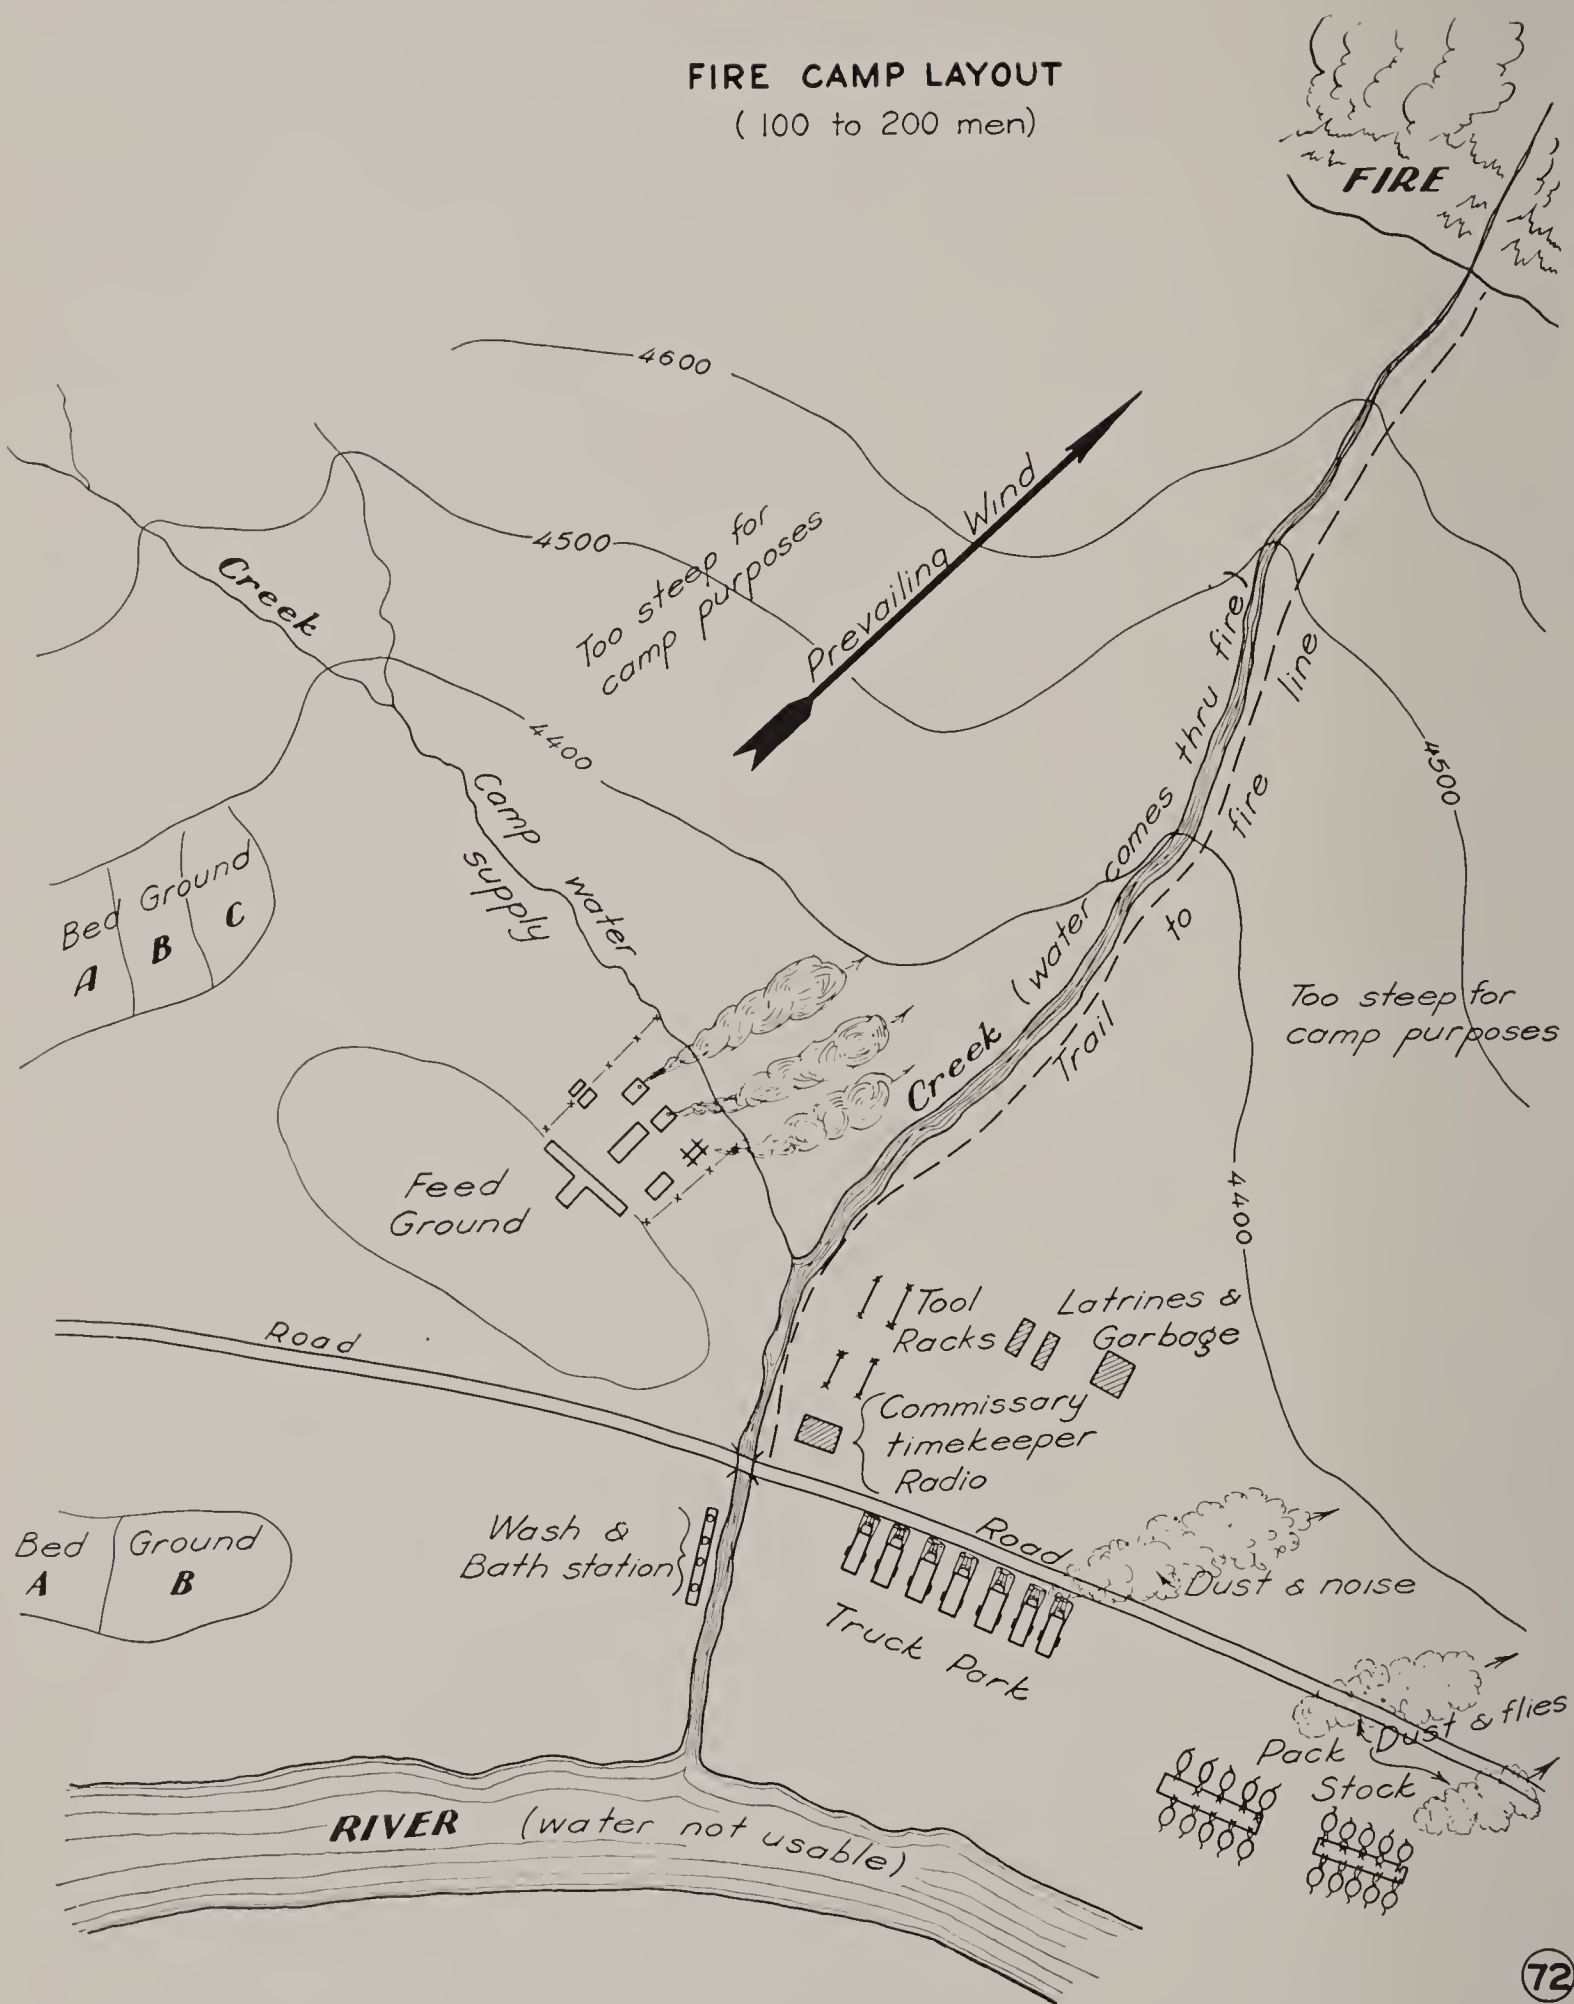 FIRE CAMP LAYOUT
(100 to 200 men)
FIRE
4600
4500
Too steep for
camp purposes
Prevailing Wind
Creek
4400
Camp water
supply
Creek (water comes thru fire)
Trail to fire line
4500
Bed Ground
A B C
Too steep for
camp purposes
4400
Feed
Ground
Road
Tool
Racks
Latrines &
Garbage
Commissary
timekeeper
Radio
Wash &
Bath station
Bed Ground
A B
Road
Dust & noise
Truck Park
Dust & flies
Pack
Stock
RIVER (water not usable)
72